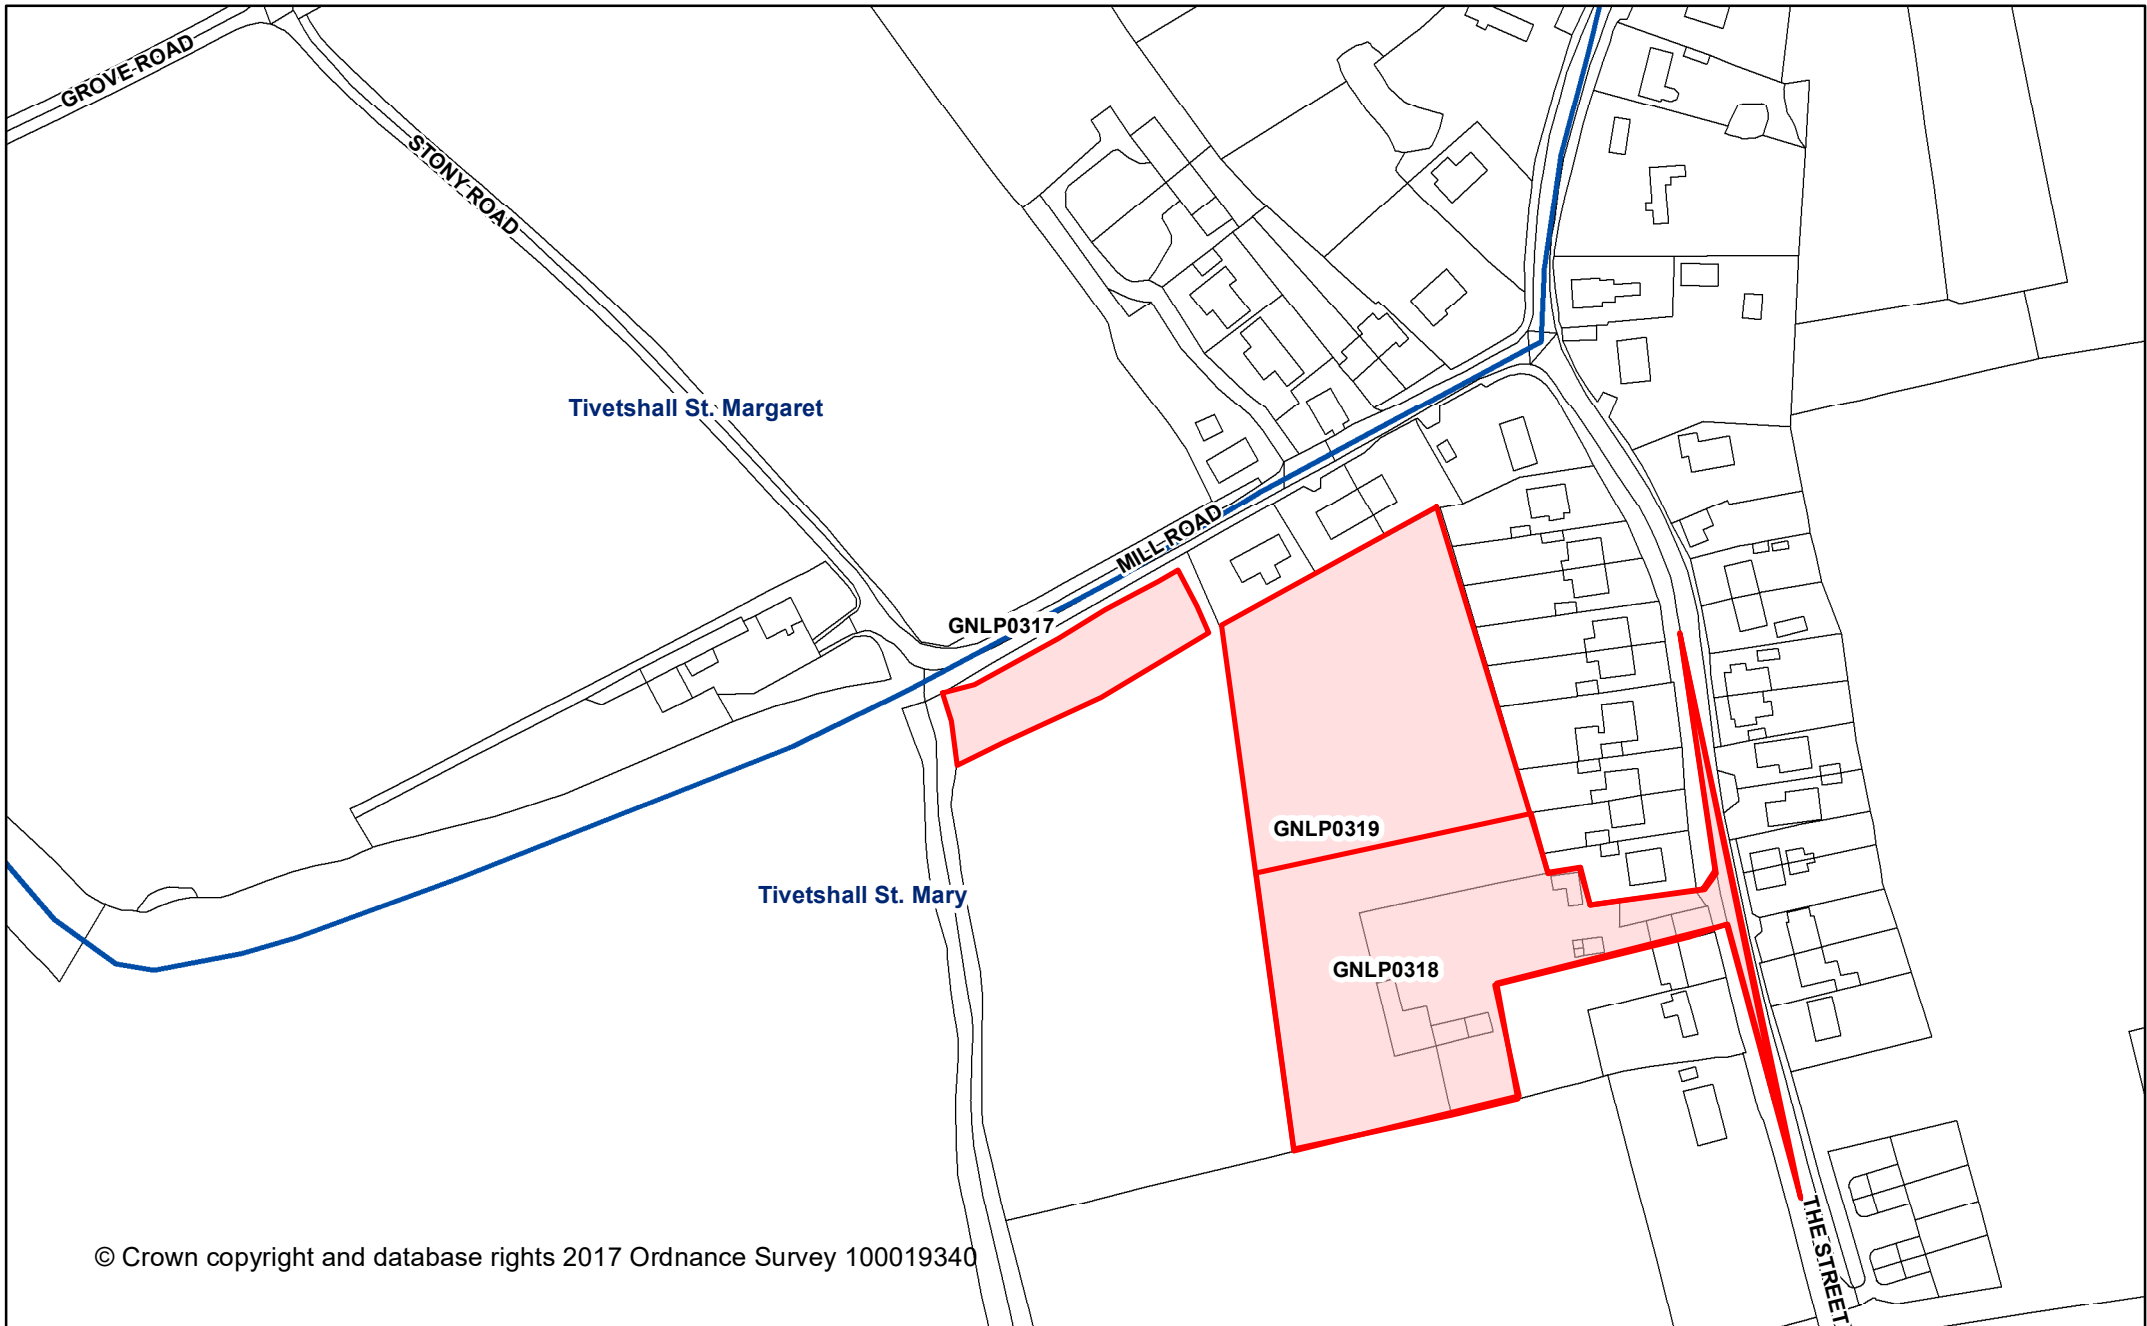 GROVE ROAD
STONY ROAD
Tivetshall St. Margaret
MILL ROAD
GNLP0317
GNLP0319
Tivetshall St. Mary
GNLP0318
THE STREET
© Crown copyright and database rights 2017 Ordnance Survey 100019340